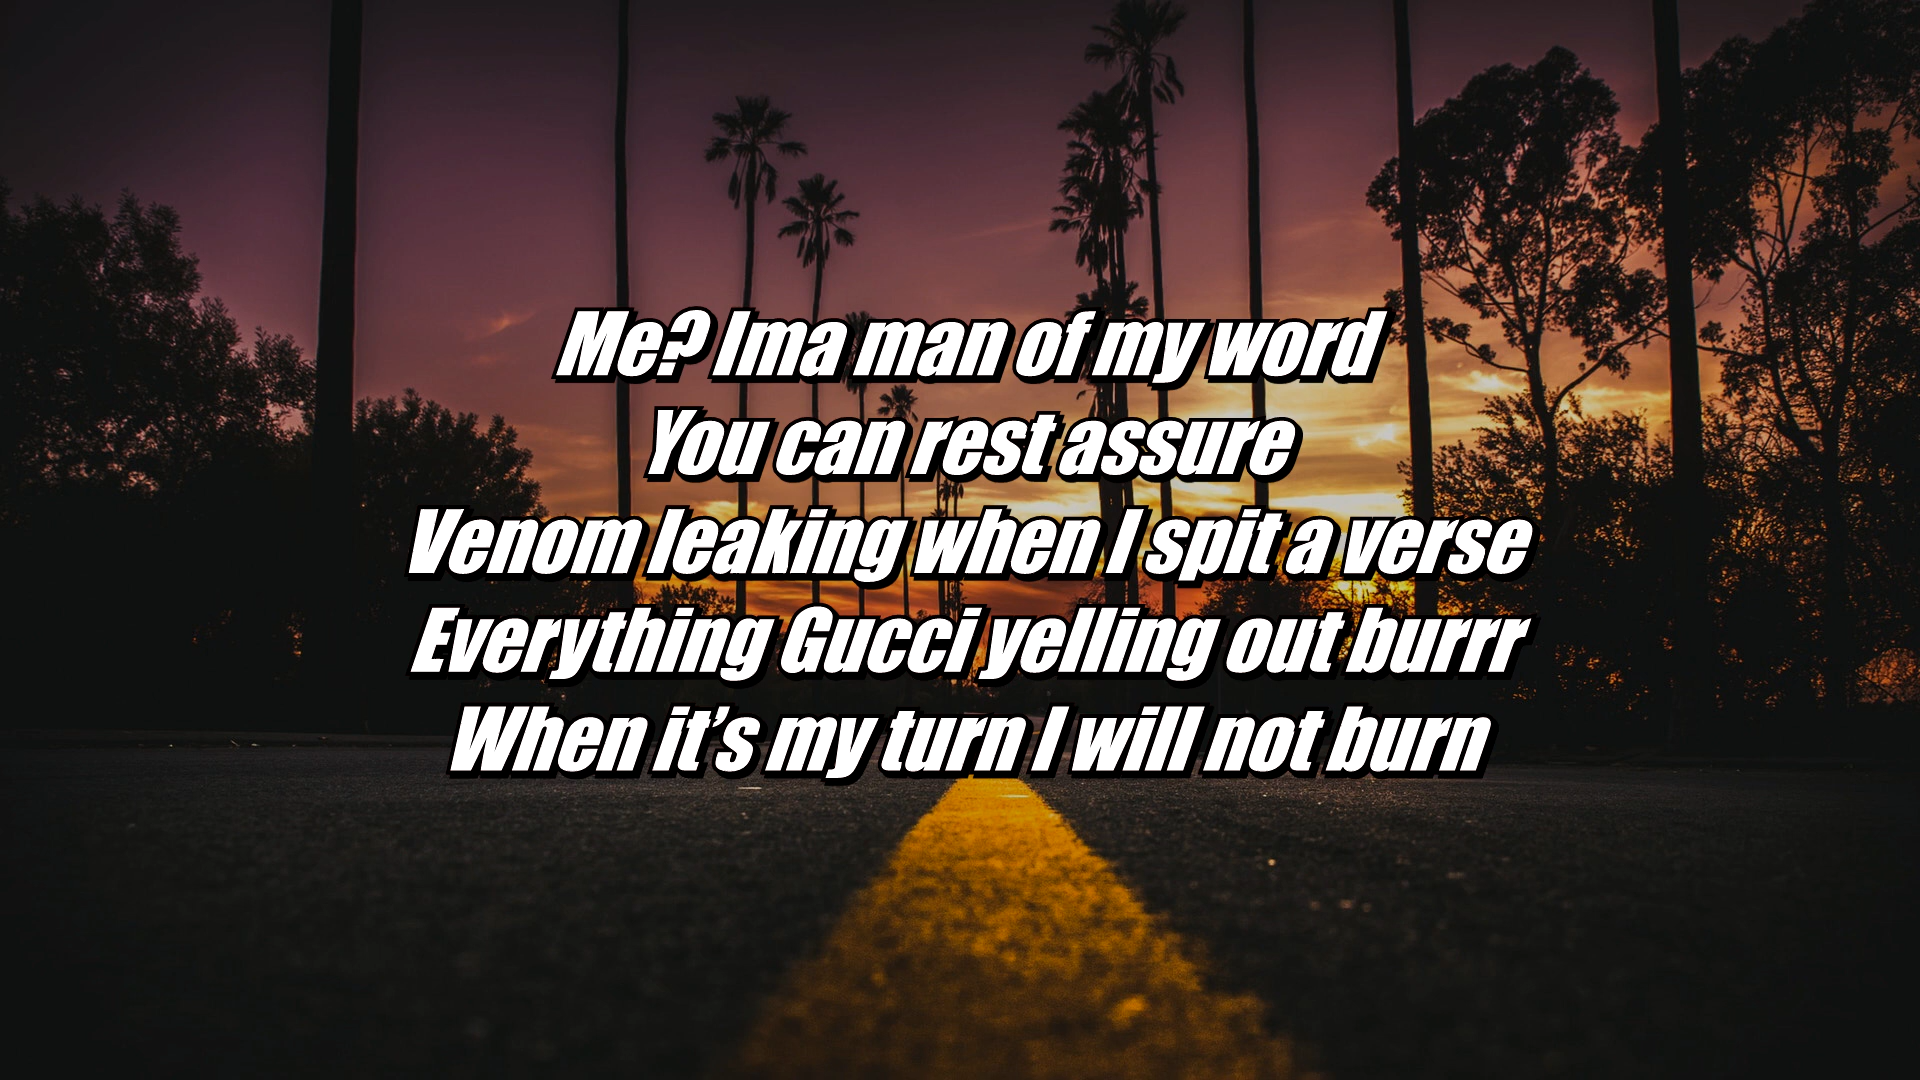 Me? Ima man of my word
You can rest assure
Venom leaking when I spit a verse
Everything Gucci yelling out burrr
When it’s my turn I will not burn